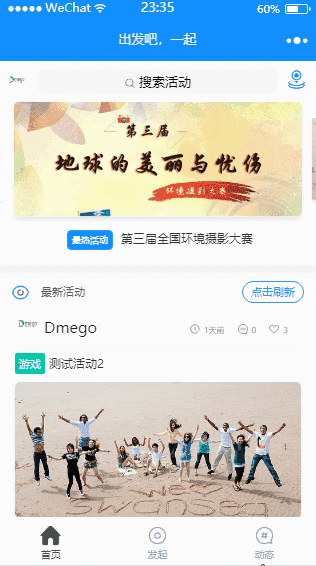 WeChat
23:35
60%
出发吧，一起
Dmego
搜索活动
第三届
地球的美丽与忧伤
环境摄影大赛
最热活动 第三届全国环境摄影大赛
最新活动
点击刷新
Dmego
Dmego
1天前
0
3
游戏 测试活动2
swansea
首页
发起
动态